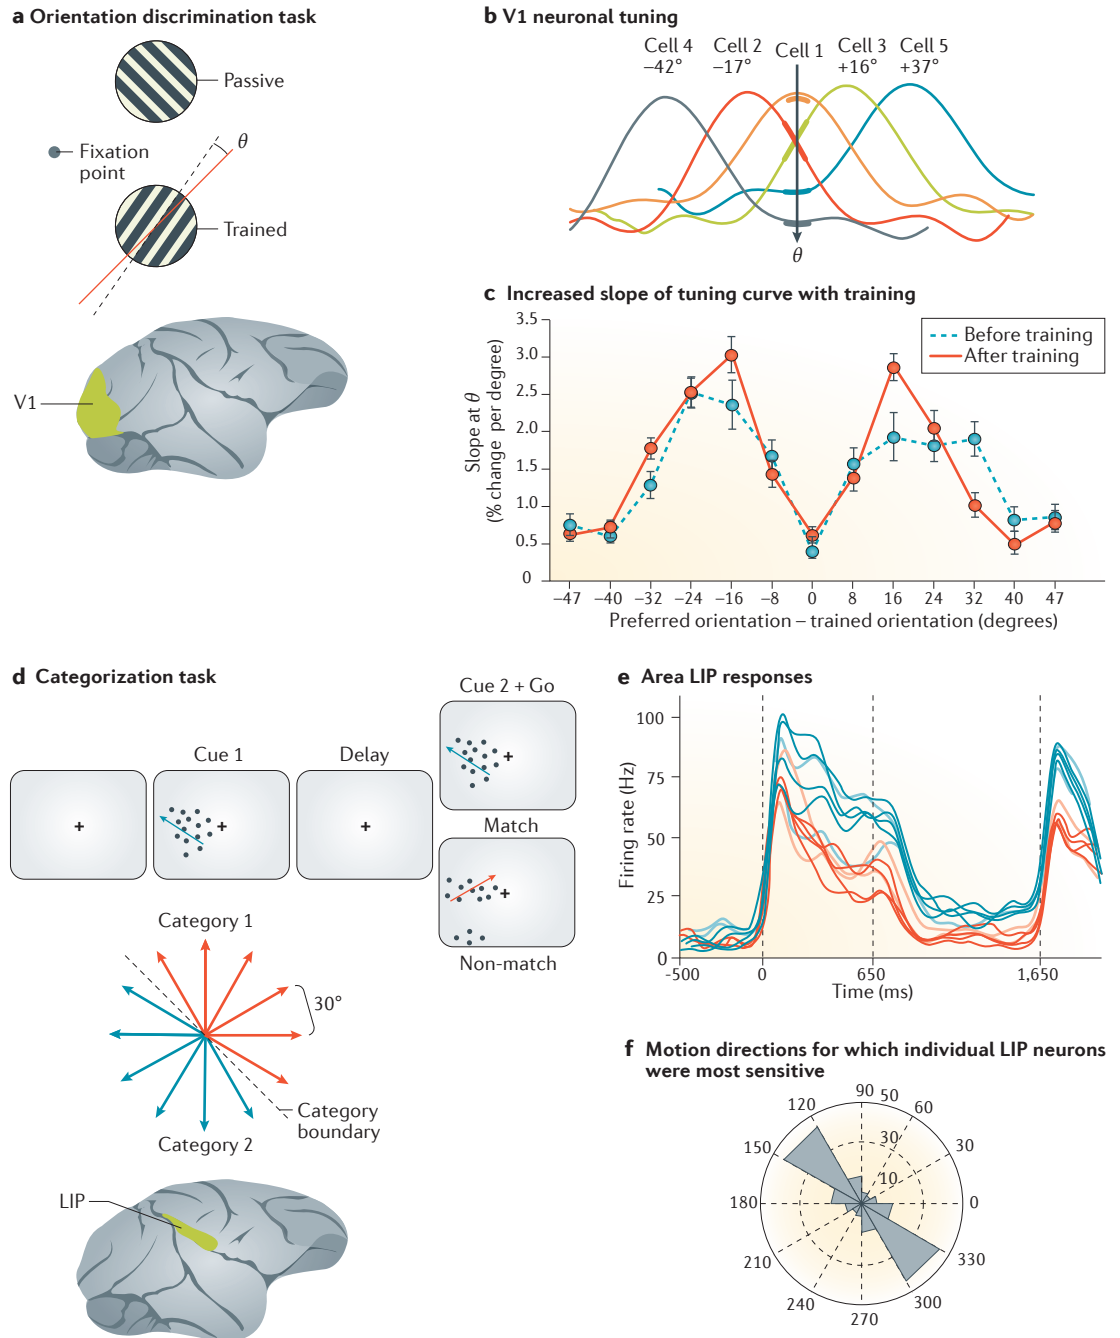 a Orientation discrimination task
Passive
θ
Fixation
point
Trained
V1
b V1 neuronal tuning
Cell 4
–42°
Cell 2
–17°
Cell 1
Cell 3
+16°
Cell 5
+37°
θ
c Increased slope of tuning curve with training
Slope at θ
(% change per degree)
3.5
3.0
2.5
2.0
1.5
1.0
0.5
0
Before training
After training
–47 –40 –32 –24 –16 –8 0 8 16 24 32 40 47
Preferred orientation – trained orientation (degrees)
d Categorization task
Cue 1
Delay
Cue 2 + Go
+
+
+
+
Match
+
Non-match
Category 1
30°
Category
boundary
Category 2
LIP
e Area LIP responses
Firing rate (Hz)
100
75
50
25
0
-500 0 650 1,650
Time (ms)
f Motion directions for which individual LIP neurons
were most sensitive
90
50
60
120
30
30
150
10
180
0
210
330
240
300
270